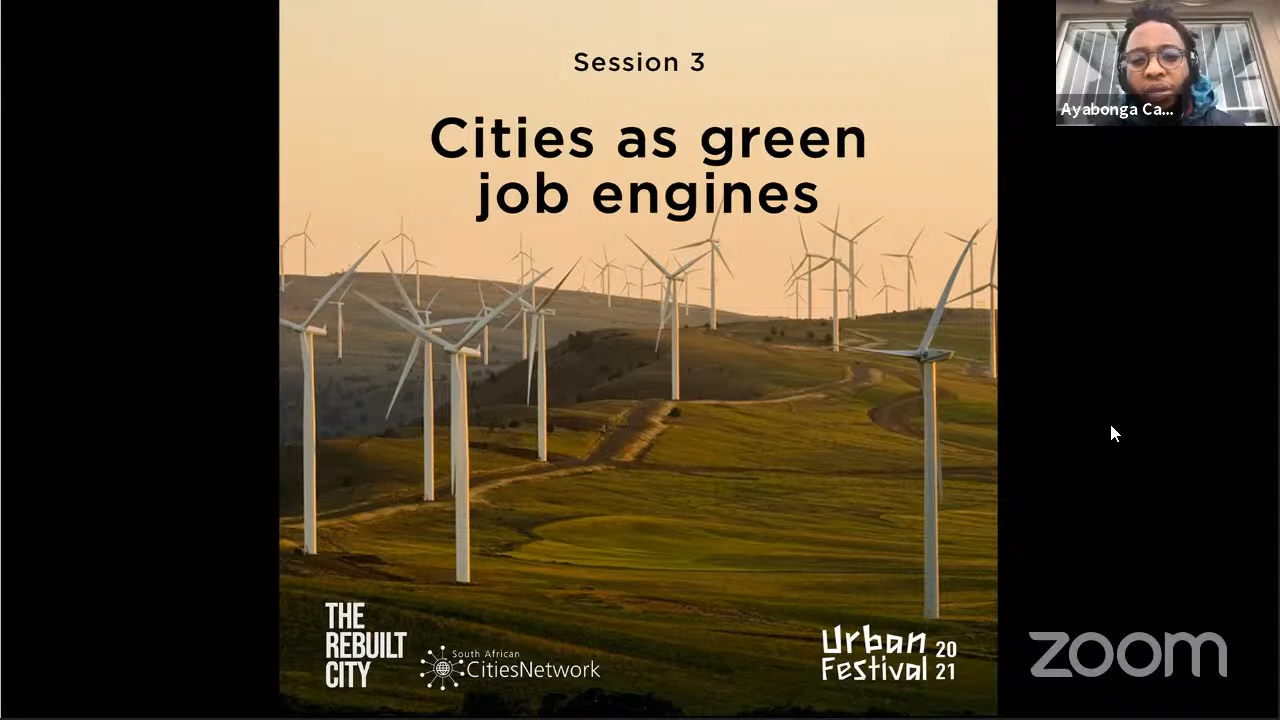 Session 3
Cities as green
job engines
Ayabonga Ca...
THE
REBUILT
CITY
South African
CitiesNetwork
Urban
Festival
20
21
zoom